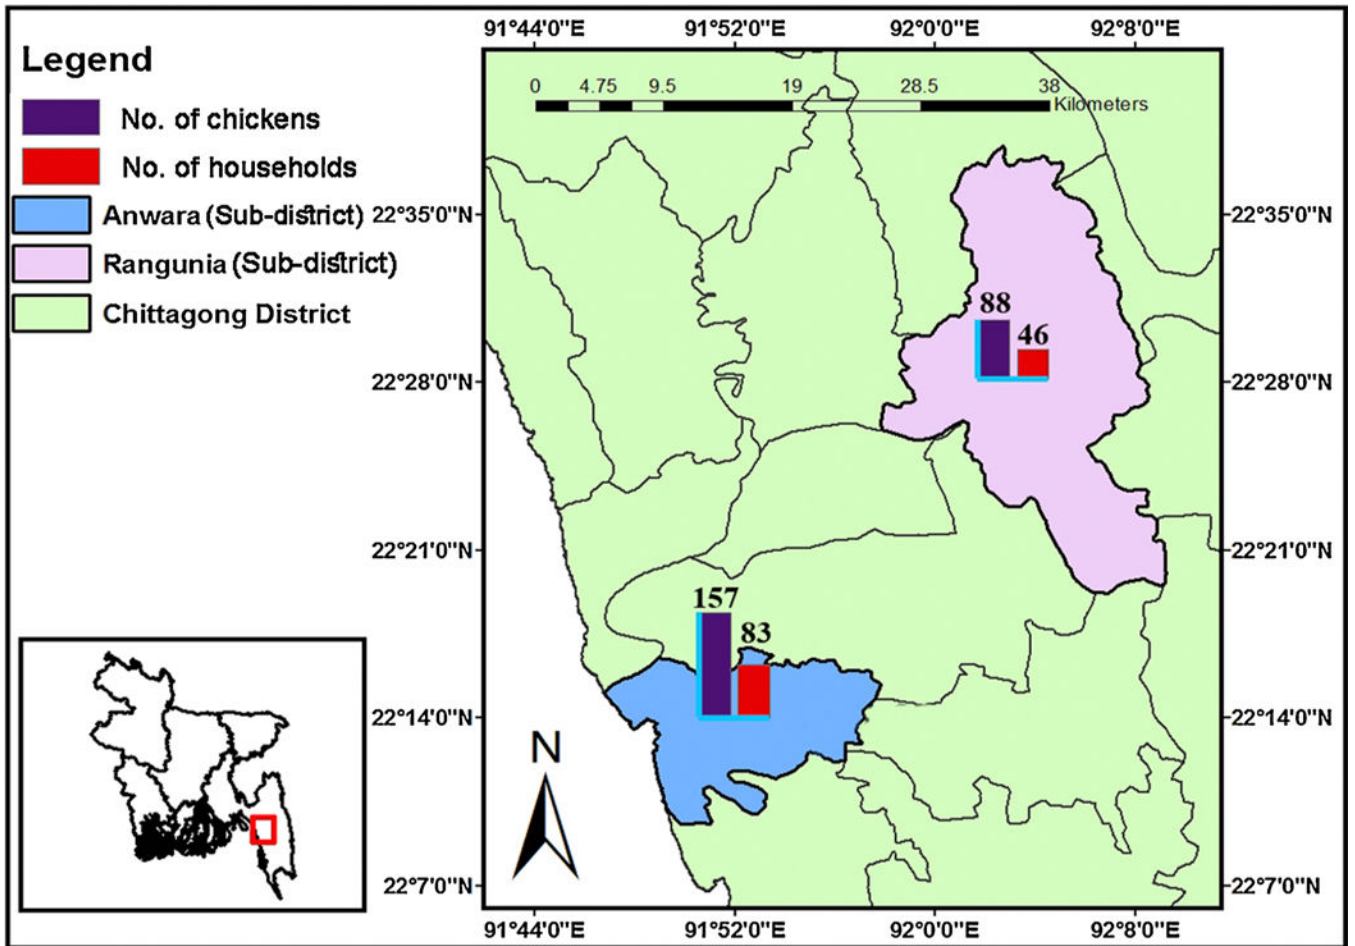 91°44'0"E 91°52'0"E 92°0'0"E 92°8'0"E
Legend
No. of chickens
No. of households
Anwara (Sub-district)
Rangunia (Sub-district)
Chittagong District
0 4.75 9.5 19 28.5 38
Kilometers
22°35'0"N 22°35'0"N
88
46
22°28'0"N 22°28'0"N
22°21'0"N 22°21'0"N
157
83
22°14'0"N 22°14'0"N
N
22°7'0"N 22°7'0"N
91°44'0"E 91°52'0"E 92°0'0"E 92°8'0"E